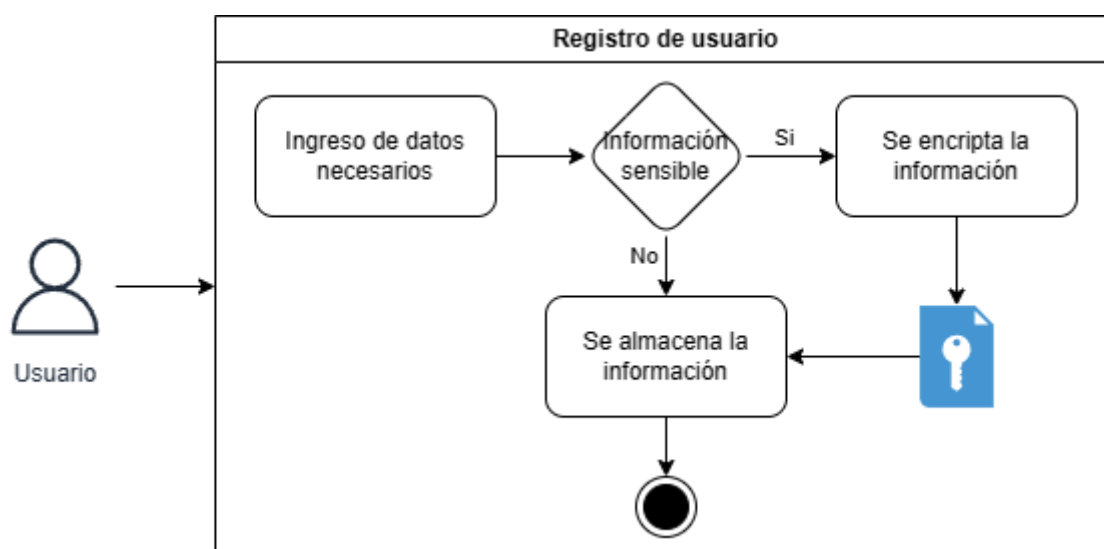 Registro de usuario
Ingreso de datos
necesarios
Información
sensible
Si
Se encripta la
información
No
Se almacena la
información
Usuario